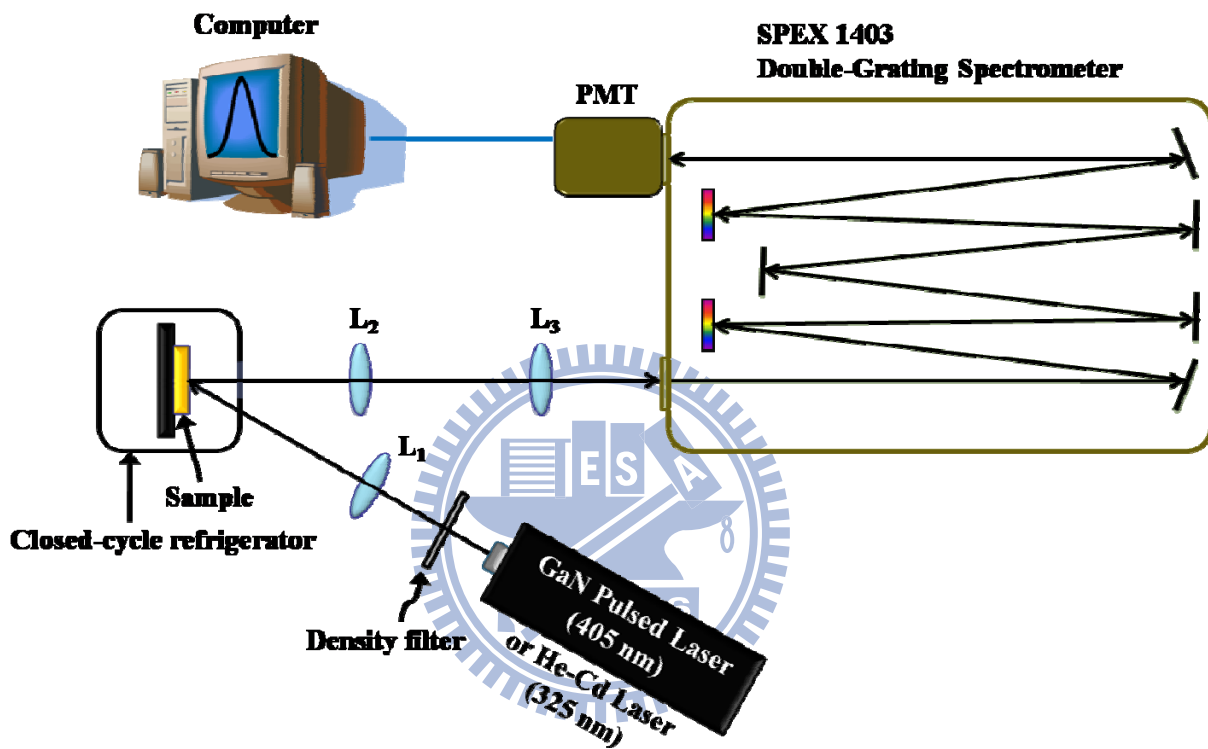 Computer
SPEX 1403
Double-Grating Spectrometer
PMT
L2
L3
L1
Sample
Closed-cycle refrigerator
Density filter
GaN Pulsed Laser
(405 nm)
or He-Cd Laser
(325 nm)
E S A